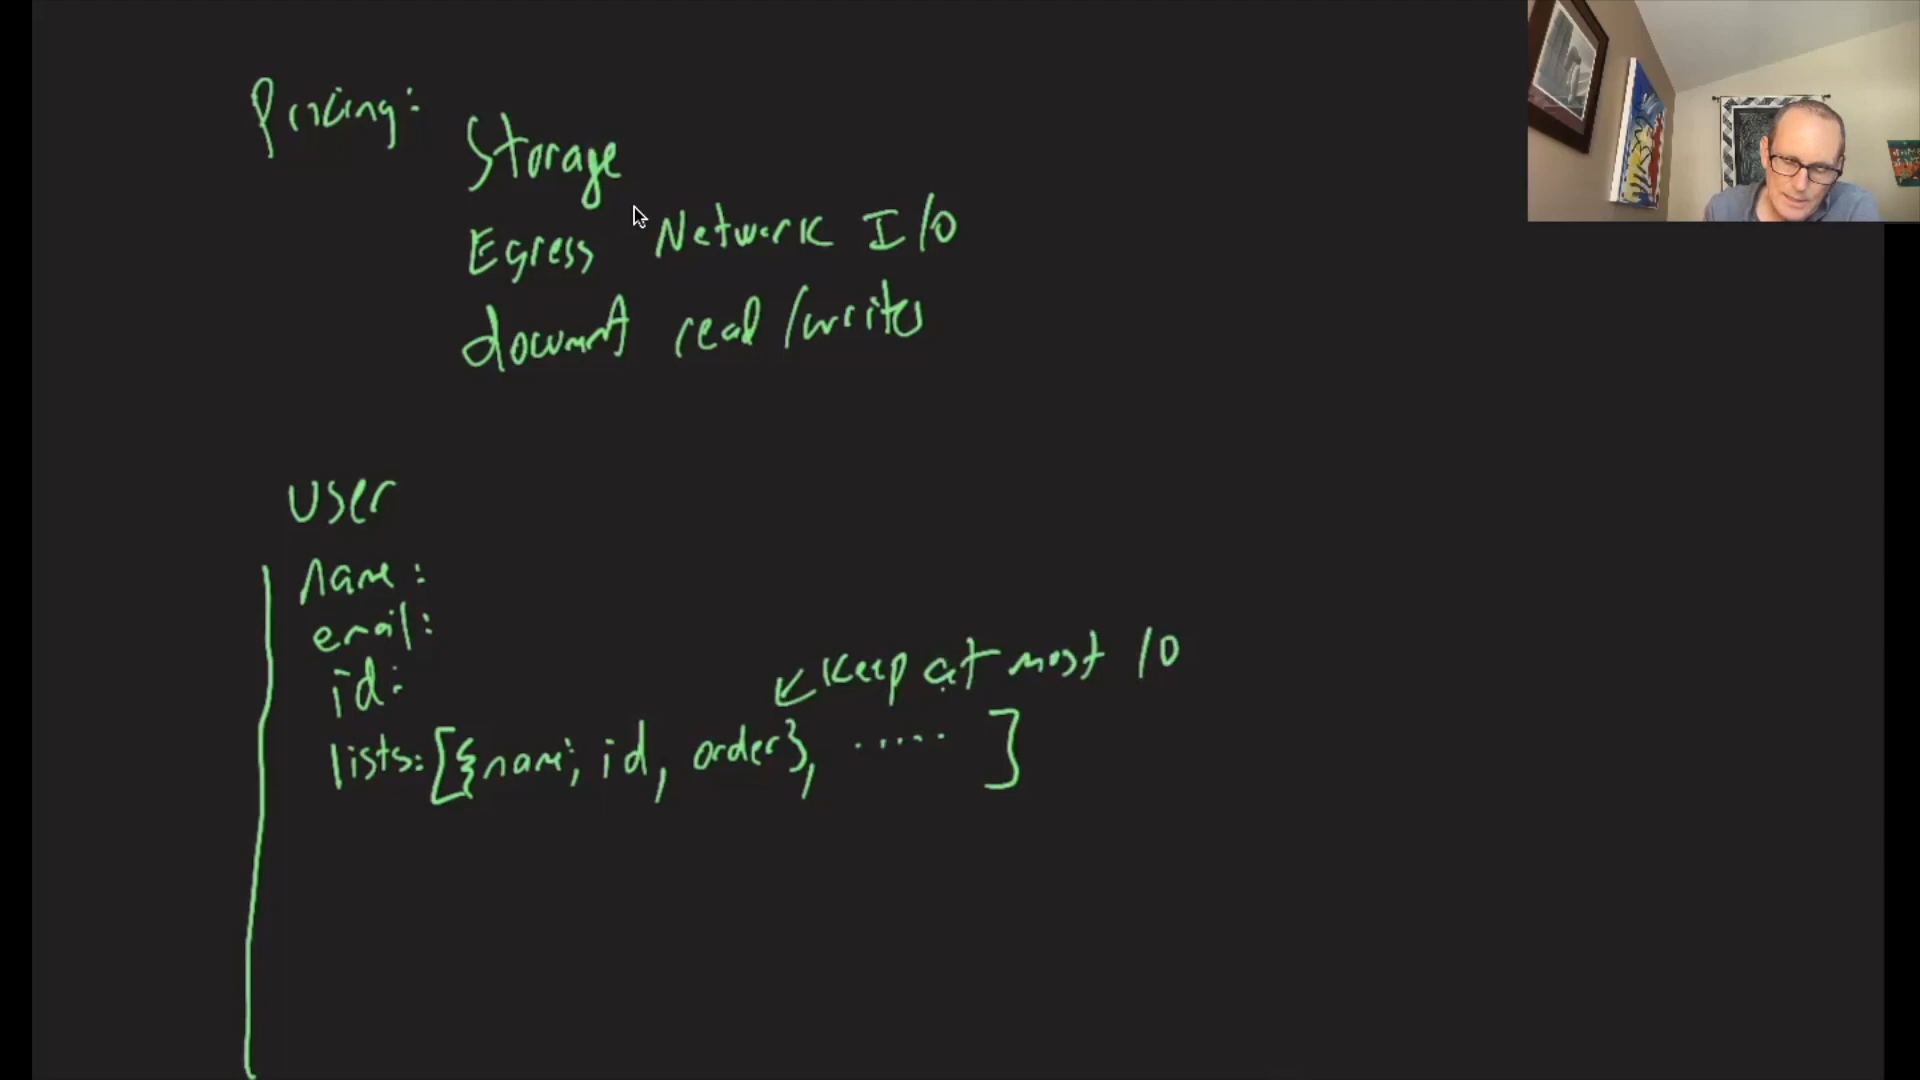 Pricing:
Storage
Egress Network I/O
document read/writes
user
name:
email:
id:
keep at most 10
lists: [{name, id, order}, ..... ]